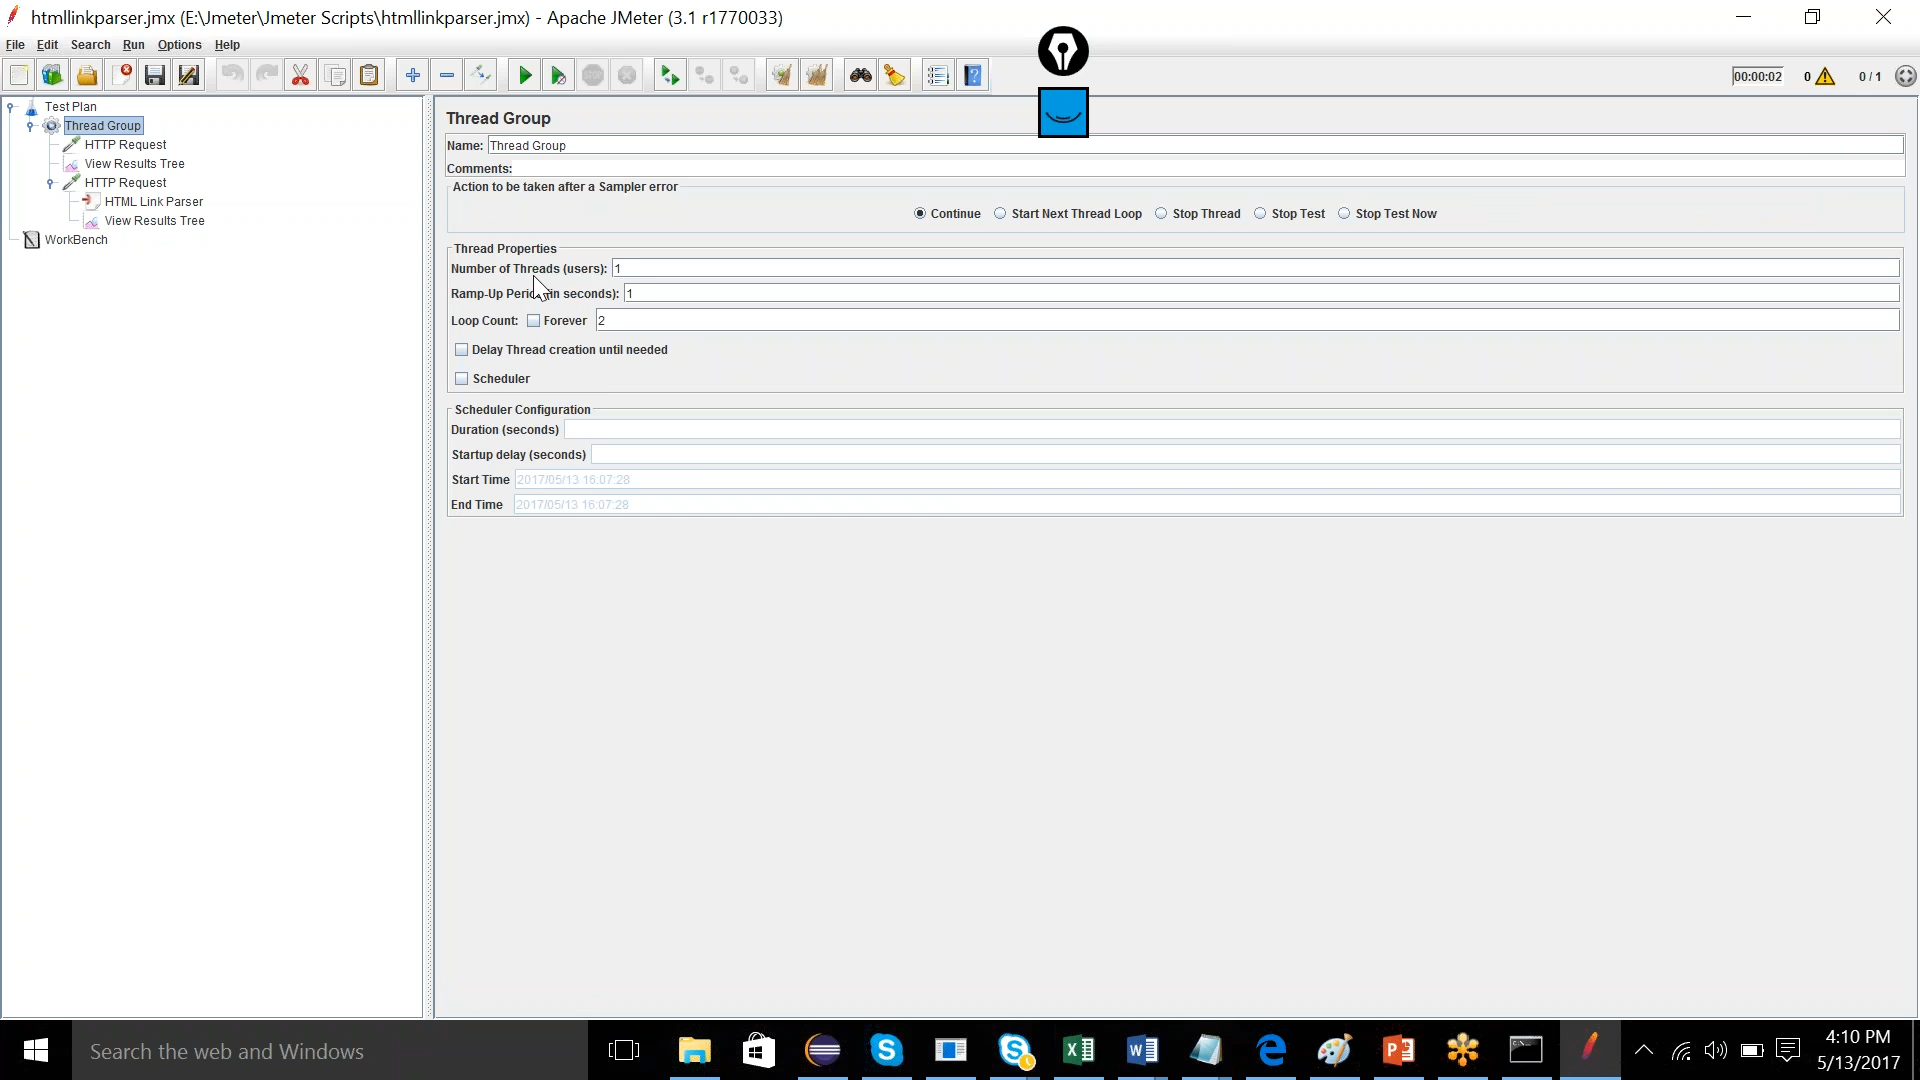 htmllinkparser.jmx (E:\Jmeter\Jmeter Scripts\htmllinkparser.jmx) - Apache JMeter (3.1 r1770033)
File Edit Search Run Options Help
00:00:02 0 0 / 1
Test Plan
Thread Group
HTTP Request
View Results Tree
HTTP Request
HTML Link Parser
View Results Tree
WorkBench
Thread Group
Name: Thread Group
Comments:
Action to be taken after a Sampler error
Continue Start Next Thread Loop Stop Thread Stop Test Stop Test Now
Thread Properties
Number of Threads (users): 1
Ramp-Up in seconds): 1
Loop Count: Forever 2
Delay Thread creation until needed
Scheduler
Scheduler Configuration
Duration (seconds)
Startup delay (seconds)
Start Time 2017/05/13 16:07:28
End Time 2017/05/13 16:07:28
Search the web and Windows
4:10 PM
5/13/2017